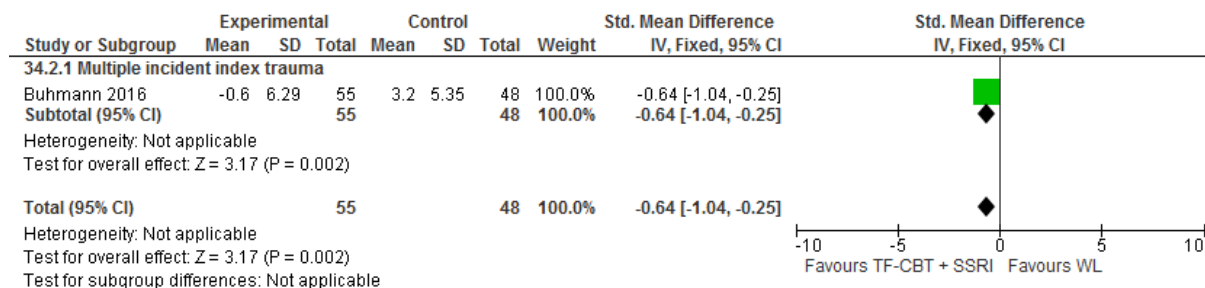 Experimental Control Std. Mean Difference Std. Mean Difference
Study or Subgroup Mean SD Total Mean SD Total Weight IV, Fixed, 95% CI IV, Fixed, 95% CI
34.2.1 Multiple incident index trauma
Buhmann 2016 -0.6 6.29 55 3.2 5.35 48 100.0% -0.64 [-1.04, -0.25]
Subtotal (95% CI) 55 48 100.0% -0.64 [-1.04, -0.25]
Heterogeneity: Not applicable
Test for overall effect: Z = 3.17 (P = 0.002)
Total (95% CI) 55 48 100.0% -0.64 [-1.04, -0.25]
Heterogeneity: Not applicable
Test for overall effect: Z = 3.17 (P = 0.002)
Test for subgroup differences: Not applicable
-10 -5 0 5 10
Favours TF-CBT + SSRI Favours WL